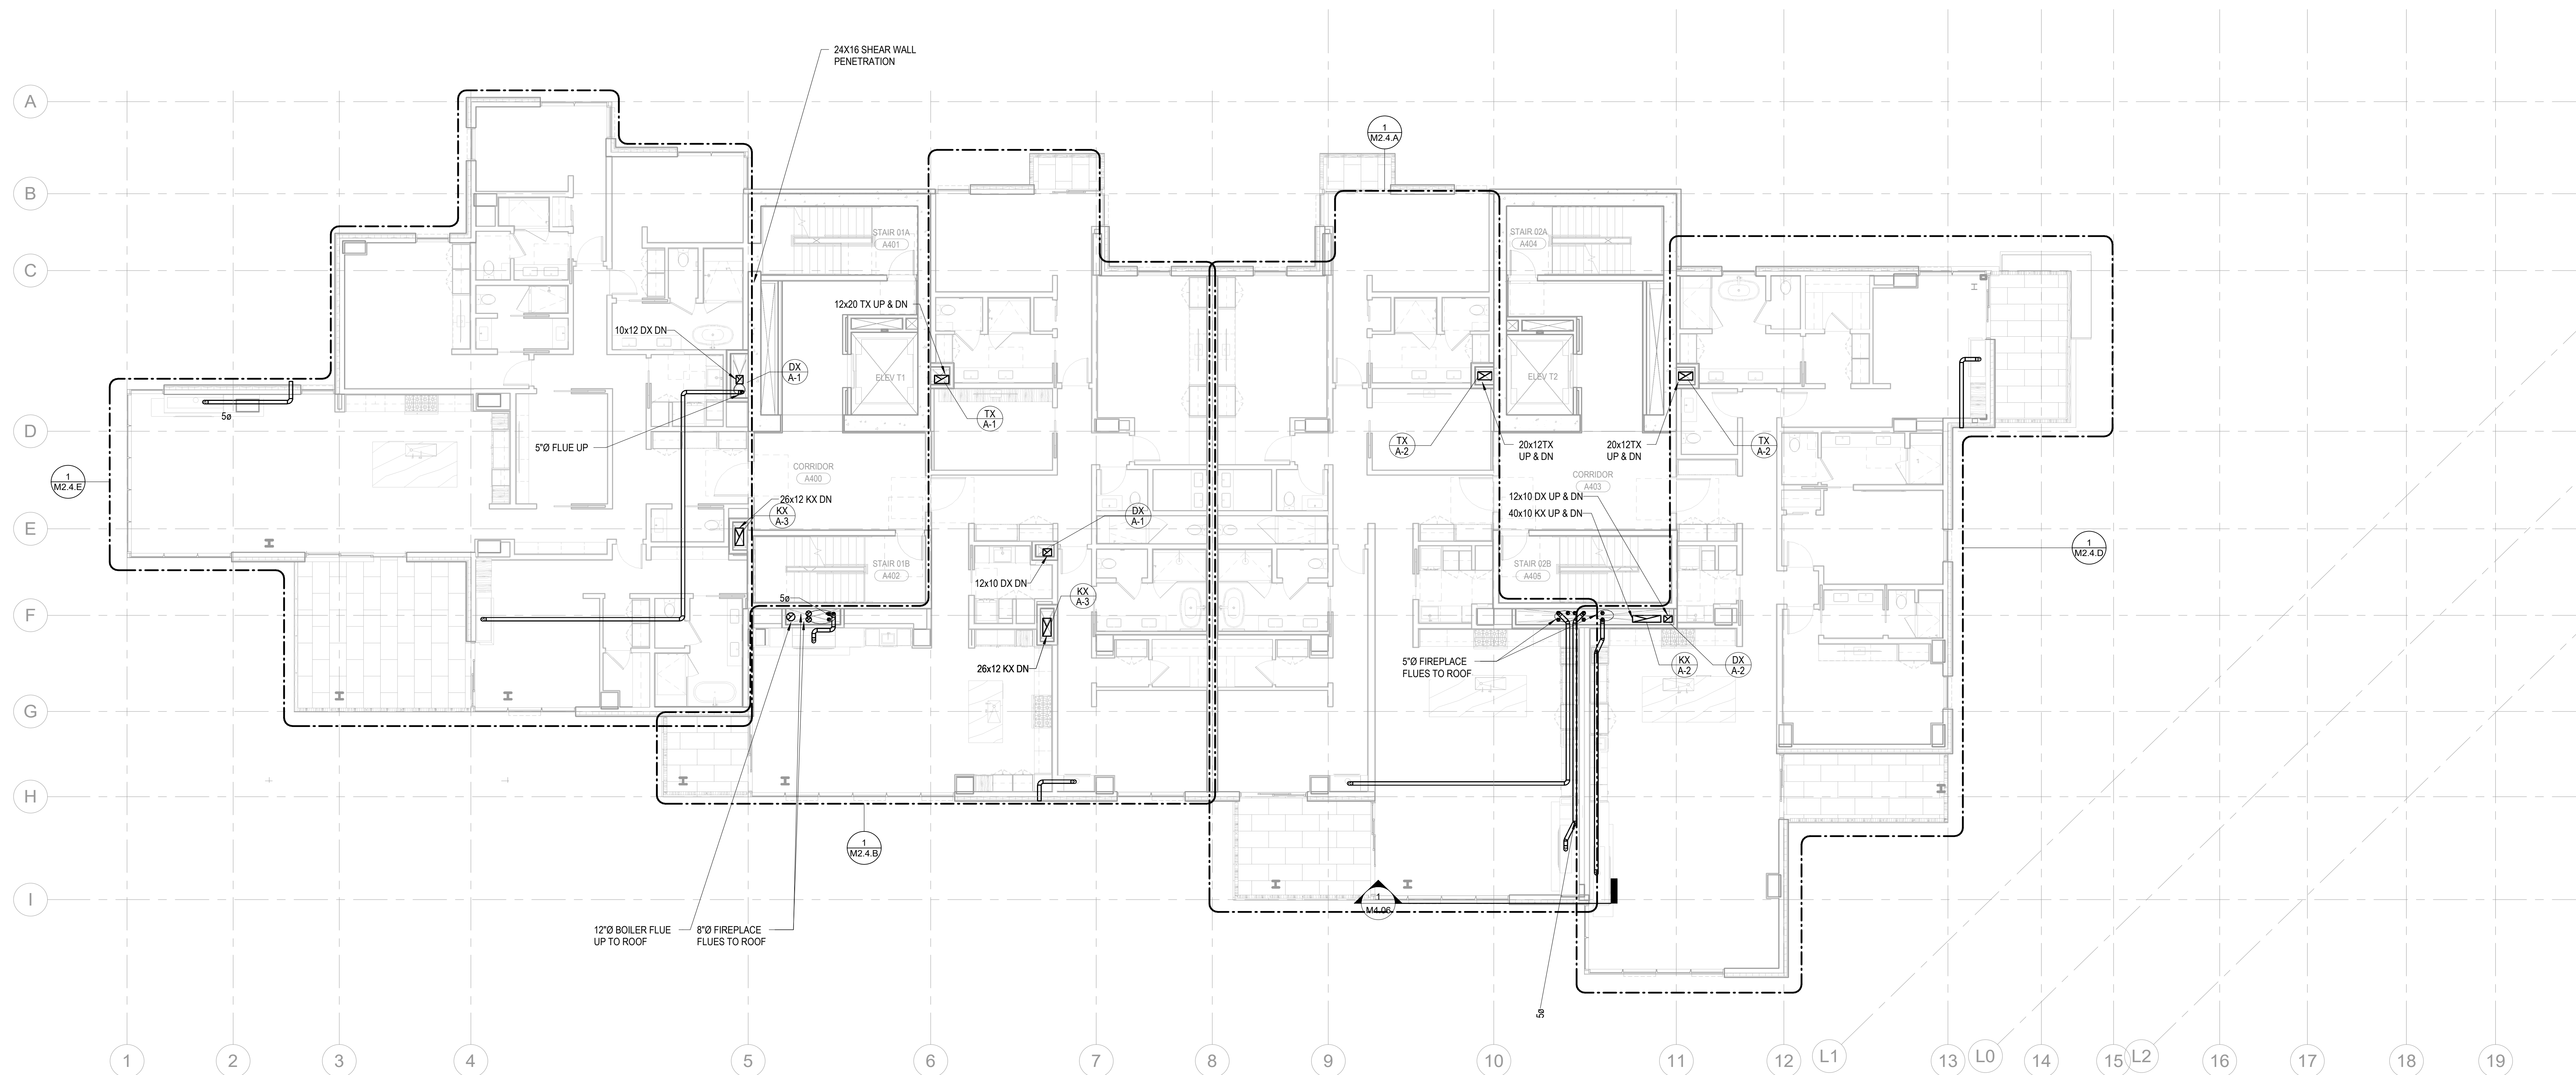 24X16 SHEAR WALL
PENETRATION
A
1
M2.4.A
B
STAIR 01A
A401
STAIR 02A
A404
C
12x20 TX UP & DN
10x12 DX DN
DX
A-1
ELEV T1
ELEV T2
5ø
TX
A-1
D
5"Ø FLUE UP
TX
A-2
20x12TX
UP & DN
20x12TX
UP & DN
TX
A-2
1
M2.4.E
CORRIDOR
A400
CORRIDOR
A403
26x12 KX DN
KX
A-3
12x10 DX UP & DN
40x10 KX UP & DN
DX
A-1
E
1
M2.4.D
STAIR 01B
A402
12x10 DX DN
STAIR 02B
A405
5ø
KX
A-3
F
26x12 KX DN
5"Ø FIREPLACE
FLUES TO ROOF
KX
A-2
DX
A-2
G
H
1
M2.4.B
I
1
M4.06
12"Ø BOILER FLUE
UP TO ROOF
8"Ø FIREPLACE
FLUES TO ROOF
5ø
1
2
3
4
5
6
7
8
9
10
11
12
L1
13
L0
14
15
L2
16
17
18
19